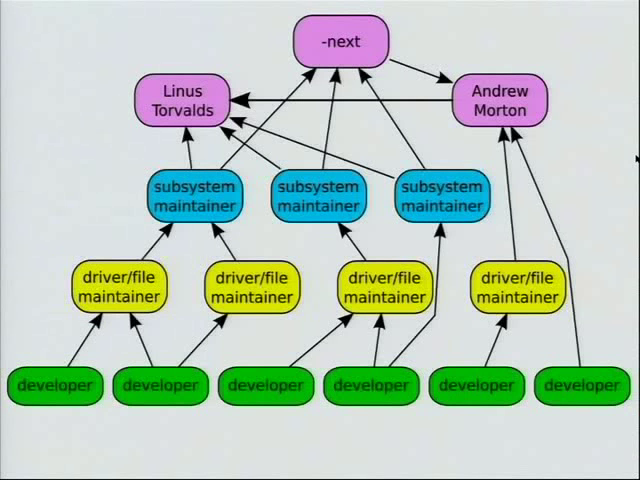 -next
Linus
Torvalds
Andrew
Morton
subsystem
maintainer
subsystem
maintainer
subsystem
maintainer
driver/file
maintainer
driver/file
maintainer
driver/file
maintainer
driver/file
maintainer
developer
developer
developer
developer
developer
developer